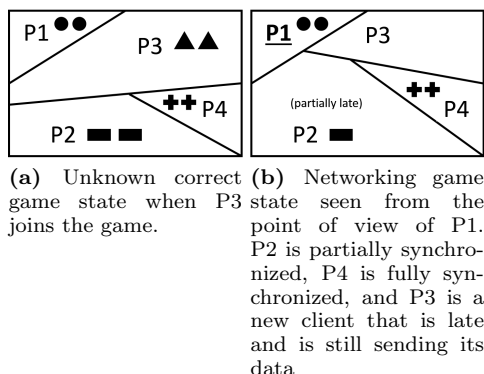 P1
P3
P4
P2
P1
P3
P4
(partially late)
P2
(a) Unknown correct
game state when P3
joins the game.
(b) Networking game
state seen from the
point of view of P1.
P2 is partially synchro-
nized, P4 is fully syn-
chronized, and P3 is a
new client that is late
and is still sending its
data